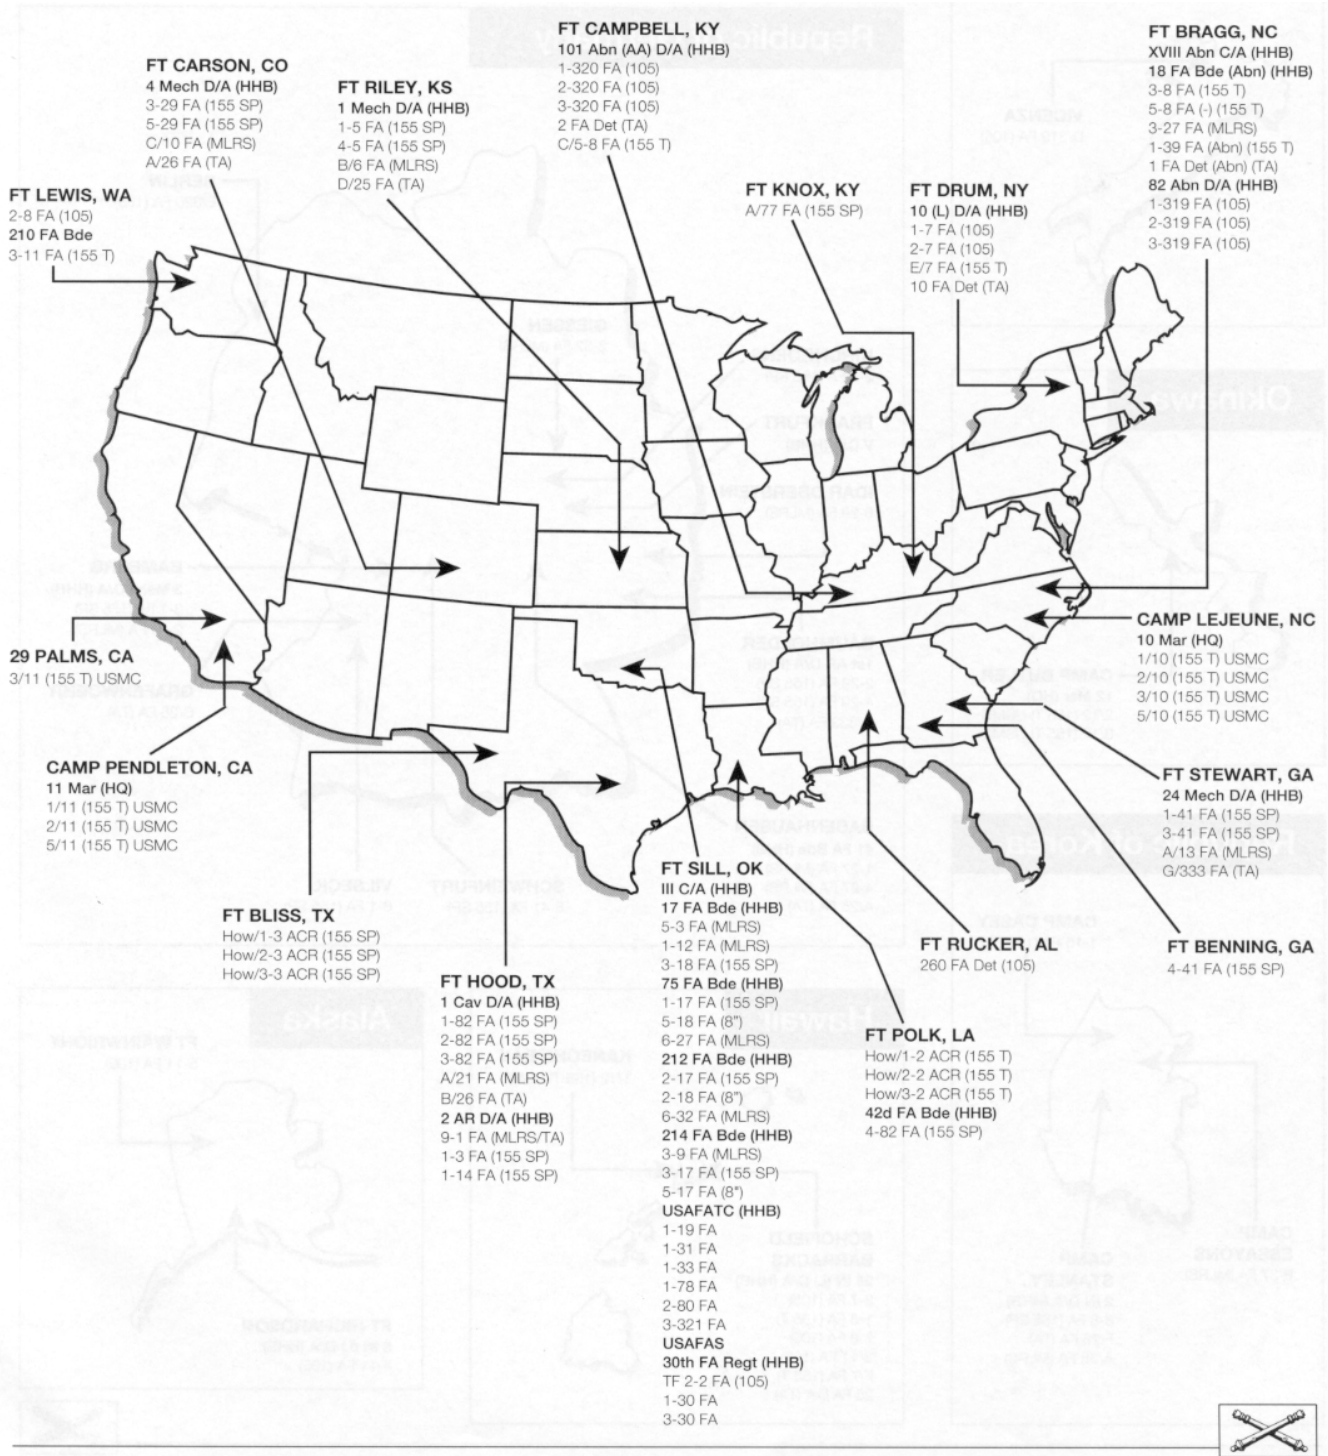 FT CARSON, CO
4 Mech D/A (HHB)
3-29 FA (155 SP)
5-29 FA (155 SP)
C/10 FA (MLRS)
A/26 FA (TA)
FT RILEY, KS
1 Mech D/A (HHB)
1-5 FA (155 SP)
4-5 FA (155 SP)
B/6 FA (MLRS)
D/25 FA (TA)
FT CAMPBELL, KY
101 Abn (AA) D/A (HHB)
1-320 FA (105)
2-320 FA (105)
3-320 FA (105)
2 FA Det (TA)
C/5-8 FA (155 T)
FT BRAGG, NC
XVIII Abn C/A (HHB)
18 FA Bde (Abn) (HHB)
3-8 FA (155 T)
5-8 FA (-) (155 T)
3-27 FA (MLRS)
1-39 FA (Abn) (155 T)
1 FA Det (Abn) (TA)
82 Abn D/A (HHB)
1-319 FA (105)
2-319 FA (105)
3-319 FA (105)
FT LEWIS, WA
2-8 FA (105)
210 FA Bde
3-11 FA (155 T)
FT KNOX, KY
A/77 FA (155 SP)
FT DRUM, NY
10 (L) D/A (HHB)
1-7 FA (105)
2-7 FA (105)
E/7 FA (155 T)
10 FA Det (TA)
29 PALMS, CA
3/11 (155 T) USMC
CAMP LEJEUNE, NC
10 Mar (HQ)
1/10 (155 T) USMC
2/10 (155 T) USMC
3/10 (155 T) USMC
5/10 (155 T) USMC
CAMP PENDLETON, CA
11 Mar (HQ)
1/11 (155 T) USMC
2/11 (155 T) USMC
5/11 (155 T) USMC
FT STEWART, GA
24 Mech D/A (HHB)
1-41 FA (155 SP)
3-41 FA (155 SP)
A/13 FA (MLRS)
G/333 FA (TA)
FT BLISS, TX
How/1-3 ACR (155 SP)
How/2-3 ACR (155 SP)
How/3-3 ACR (155 SP)
FT HOOD, TX
1 Cav D/A (HHB)
1-82 FA (155 SP)
2-82 FA (155 SP)
3-82 FA (155 SP)
A/21 FA (MLRS)
B/26 FA (TA)
2 AR D/A (HHB)
9-1 FA (MLRS/TA)
1-3 FA (155 SP)
1-14 FA (155 SP)
FT SILL, OK
III C/A (HHB)
17 FA Bde (HHB)
5-3 FA (MLRS)
1-12 FA (MLRS)
3-18 FA (155 SP)
75 FA Bde (HHB)
1-17 FA (155 SP)
5-18 FA (8")
6-27 FA (MLRS)
212 FA Bde (HHB)
2-17 FA (155 SP)
2-18 FA (8")
6-32 FA (MLRS)
214 FA Bde (HHB)
3-9 FA (MLRS)
3-17 FA (155 SP)
5-17 FA (8")
USAFATC (HHB)
1-19 FA
1-31 FA
1-33 FA
1-78 FA
2-80 FA
3-321 FA
USAFAS
30th FA Regt (HHB)
TF 2-2 FA (105)
1-30 FA
3-30 FA
FT RUCKER, AL
260 FA Det (105)
FT BENNING, GA
4-41 FA (155 SP)
FT POLK, LA
How/1-2 ACR (155 T)
How/2-2 ACR (155 T)
How/3-2 ACR (155 T)
42d FA Bde (HHB)
4-82 FA (155 SP)